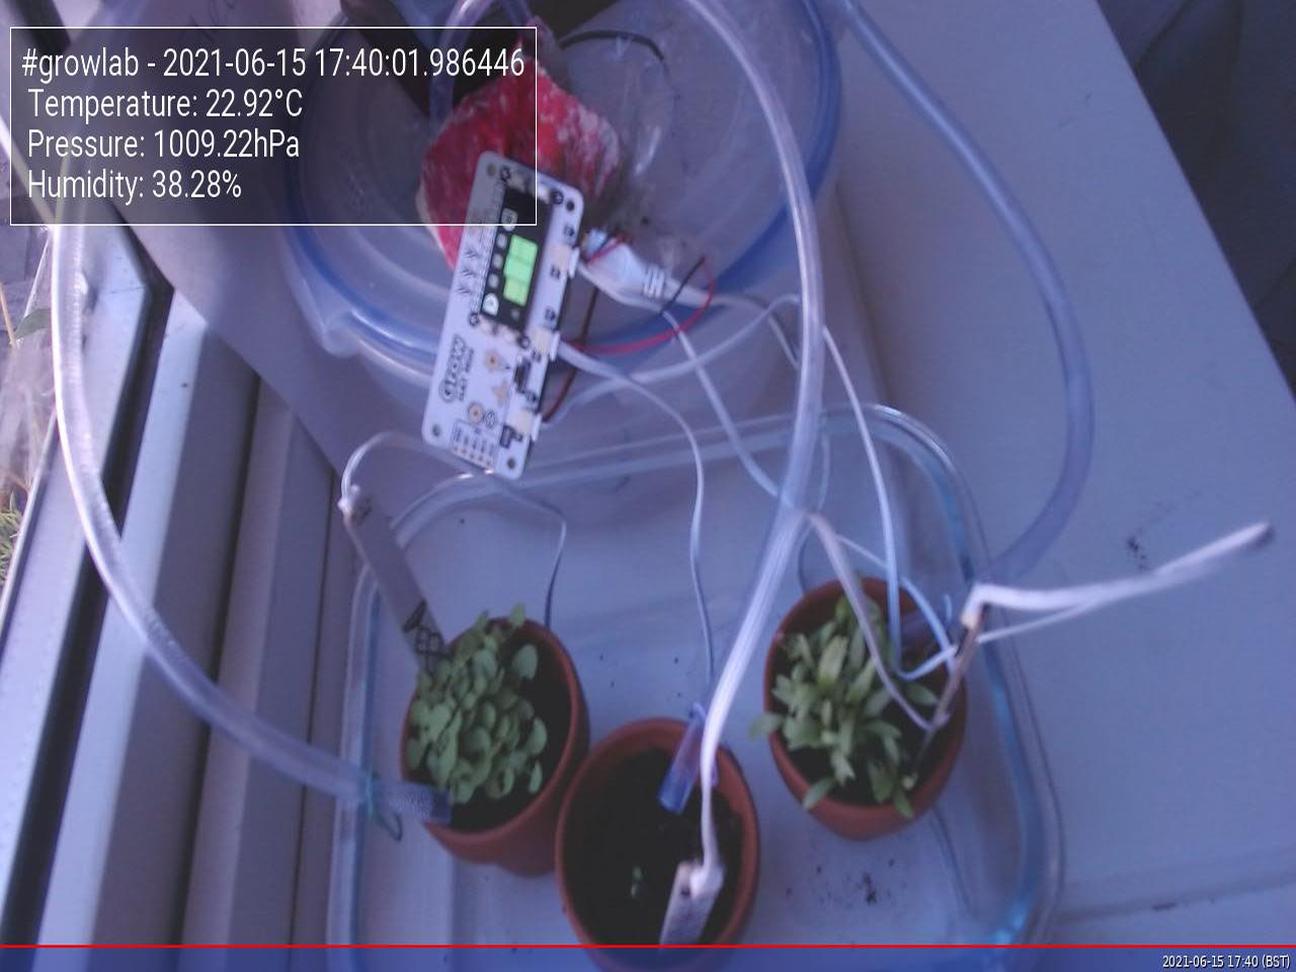 #growlab - 2021-06-15 17:40:01.986446
Temperature: 22.92°C
Pressure: 1009.22hPa
Humidity: 38.28%
GROW
2021-06-15 17:40 (BST)